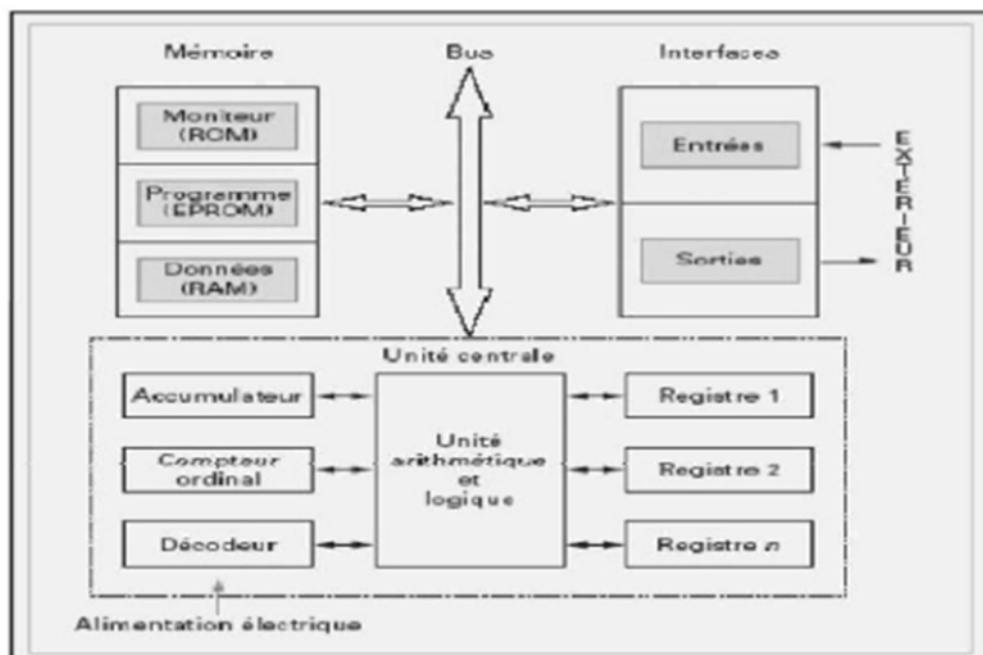 Mémoire
Bus
Interfaces
Moniteur
(ROM)
Programme
(EPROM)
Données
(RAM)
Entrées
Sorties
EXTERIEUR
Unité centrale
Accumulateur
Compteur
ordinal
Décodeur
Unité
arithmétique
et
logique
Registre 1
Registre 2
Registre n
Alimentation électrique